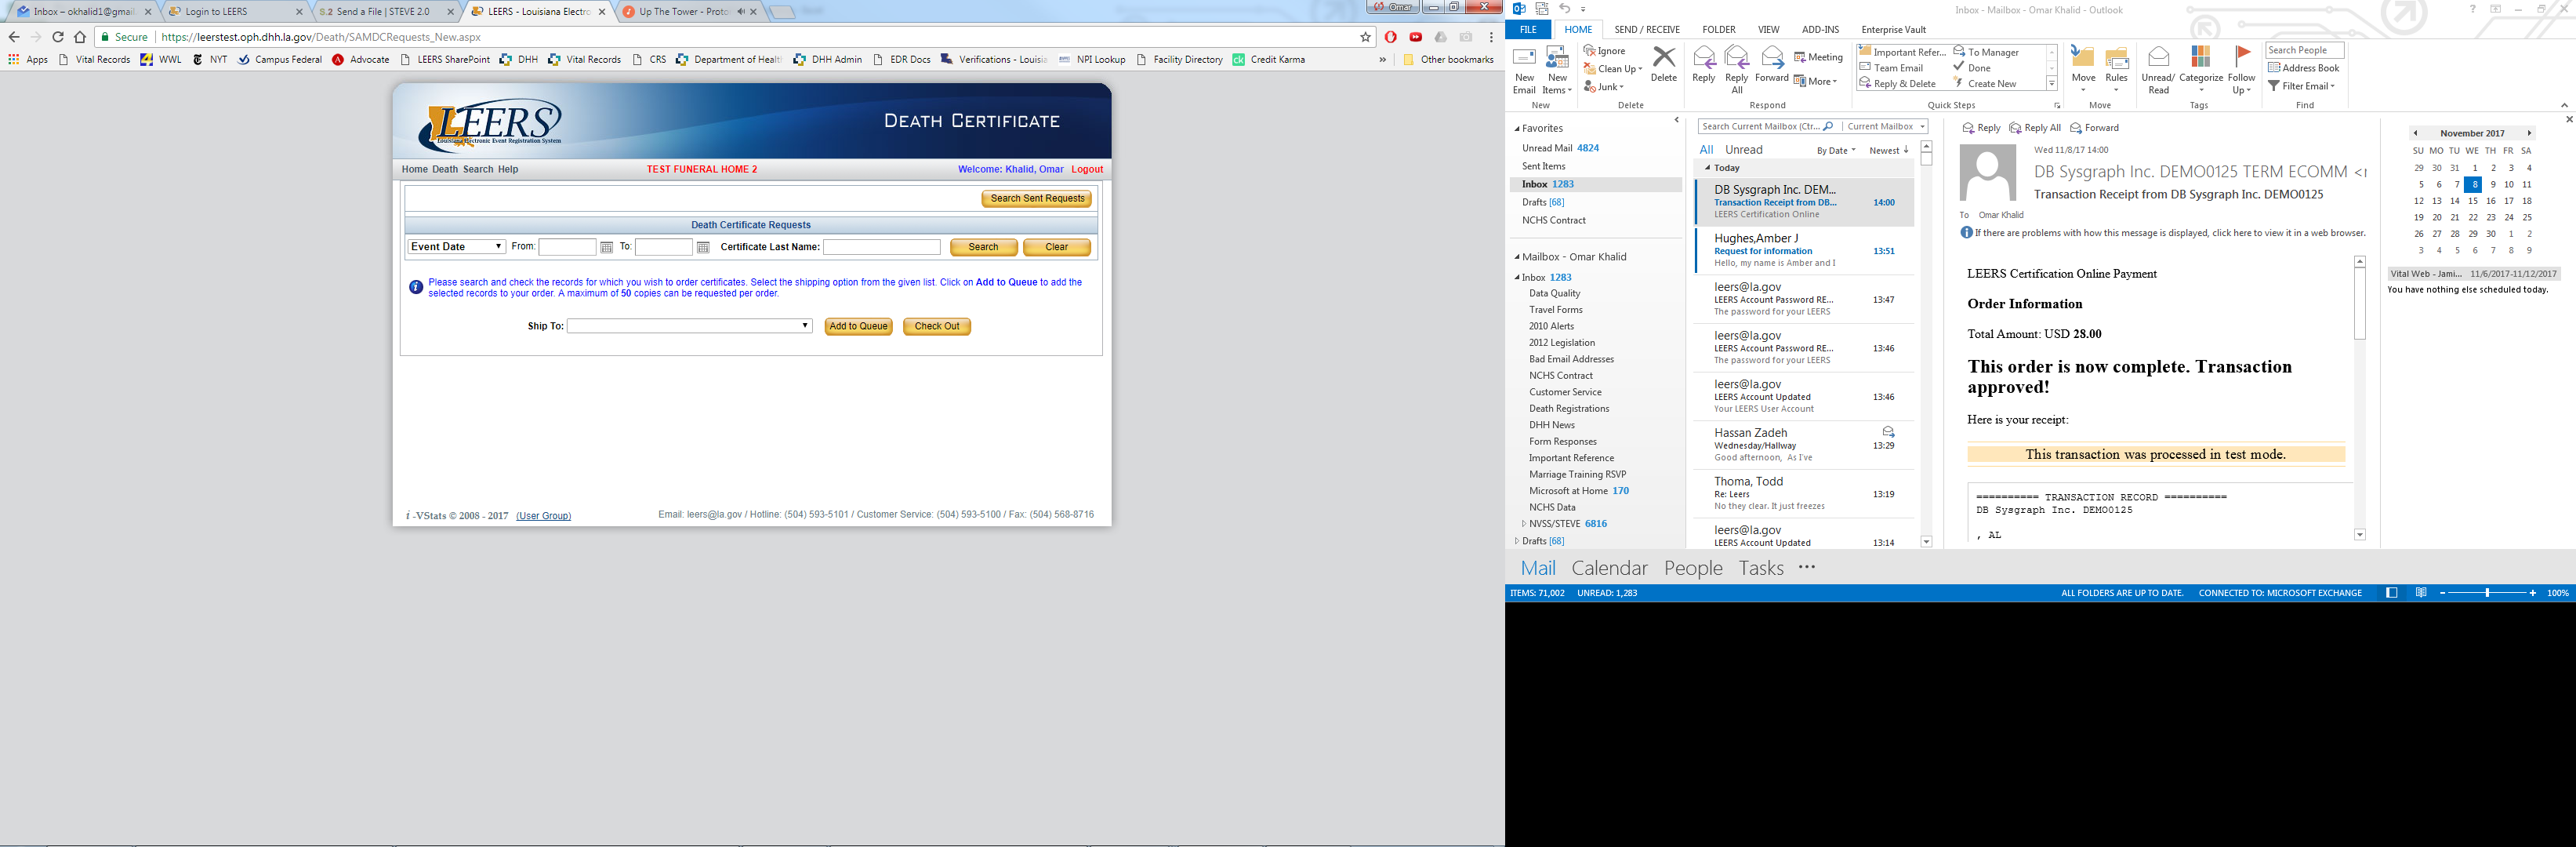 Inbox – okhalid1@gmai
Login to LEERS
S.2 Send a File | STEVE 2.0
LEERS - Louisiana Electro
Up The Tower - Proto
Omar
Secure | https://leerstest.oph.dhh.la.gov/Death/SAMDCRequests_New.aspx
Apps Vital Records WWL NYT Campus Federal Advocate LEERS SharePoint DHH Vital Records CRS Department of Healt DHH Admin EDR Docs Verifications - Louisia NPI Lookup Facility Directory Credit Karma » Other bookmarks
LEERS
Louisiana Electronic Event Registration System
DEATH CERTIFICATE
Home Death Search Help
TEST FUNERAL HOME 2
Welcome: Khalid, Omar Logout
Search Sent Requests
Death Certificate Requests
Event Date From: To: Certificate Last Name: Search Clear
Please search and check the records for which you wish to order certificates. Select the shipping option from the given list. Click on Add to Queue to add the
selected records to your order. A maximum of 50 copies can be requested per order.
Ship To: Add to Queue Check Out
i -VStats © 2008 - 2017 (User Group)
Email: leers@la.gov / Hotline: (504) 593-5101 / Customer Service: (504) 593-5100 / Fax: (504) 568-8716
Inbox - Mailbox - Omar Khalid - Outlook
FILE HOME SEND / RECEIVE FOLDER VIEW ADD-INS Enterprise Vault
New Email
New Items
New
Ignore
Clean Up
Junk
Delete
Delete
Reply
Reply All
Forward
Meeting
More
Respond
Important Refer...
Team Email
Reply & Delete
To Manager
Done
Create New
Quick Steps
Move
Rules
Move
Unread/ Read
Categorize
Follow Up
Tags
Search People
Address Book
Filter Email
Find
Favorites
Unread Mail 4824
Sent Items
Inbox 1283
Drafts [68]
NCHS Contract
Mailbox - Omar Khalid
Inbox 1283
Data Quality
Travel Forms
2010 Alerts
2012 Legislation
Bad Email Addresses
NCHS Contract
Customer Service
Death Registrations
DHH News
Form Responses
Important Reference
Marriage Training RSVP
Microsoft at Home 170
NCHS Data
NVSS/STEVE 6816
Drafts [68]
Search Current Mailbox (Ctr... Current Mailbox
All Unread By Date Newest
Today
DB Sysgraph Inc. DEM...
Transaction Receipt from DB... 14:00
LEERS Certification Online
Hughes,Amber J
Request for information 13:51
Hello, my name is Amber and I
leers@la.gov
LEERS Account Password RE... 13:47
The password for your LEERS
leers@la.gov
LEERS Account Password RE... 13:46
The password for your LEERS
leers@la.gov
LEERS Account Updated 13:46
Your LEERS User Account
Hassan Zadeh
Wednesday/Hallway 13:29
Good afternoon, As I've
Thoma, Todd
Re: Leers 13:19
No they clear. It just freezes
leers@la.gov
LEERS Account Updated 13:14
Reply Reply All Forward
Wed 11/8/17 14:00
DB Sysgraph Inc. DEMO0125 TERM ECOMM <r
Transaction Receipt from DB Sysgraph Inc. DEMO0125
To Omar Khalid
If there are problems with how this message is displayed, click here to view it in a web browser.
LEERS Certification Online Payment
Order Information
Total Amount: USD 28.00
This order is now complete. Transaction
approved!
Here is your receipt:
This transaction was processed in test mode.
========== TRANSACTION RECORD ==========
DB Sysgraph Inc. DEMO0125
, AL
November 2017
SU MO TU WE TH FR SA
29 30 31 1 2 3 4
5 6 7 8 9 10 11
12 13 14 15 16 17 18
19 20 21 22 23 24 25
26 27 28 29 30 1 2
3 4 5 6 7 8 9
Vital Web - Jami... 11/6/2017-11/12/2017
You have nothing else scheduled today.
Mail Calendar People Tasks ...
ITEMS: 71,002 UNREAD: 1,283
ALL FOLDERS ARE UP TO DATE. CONNECTED TO: MICROSOFT EXCHANGE 100%